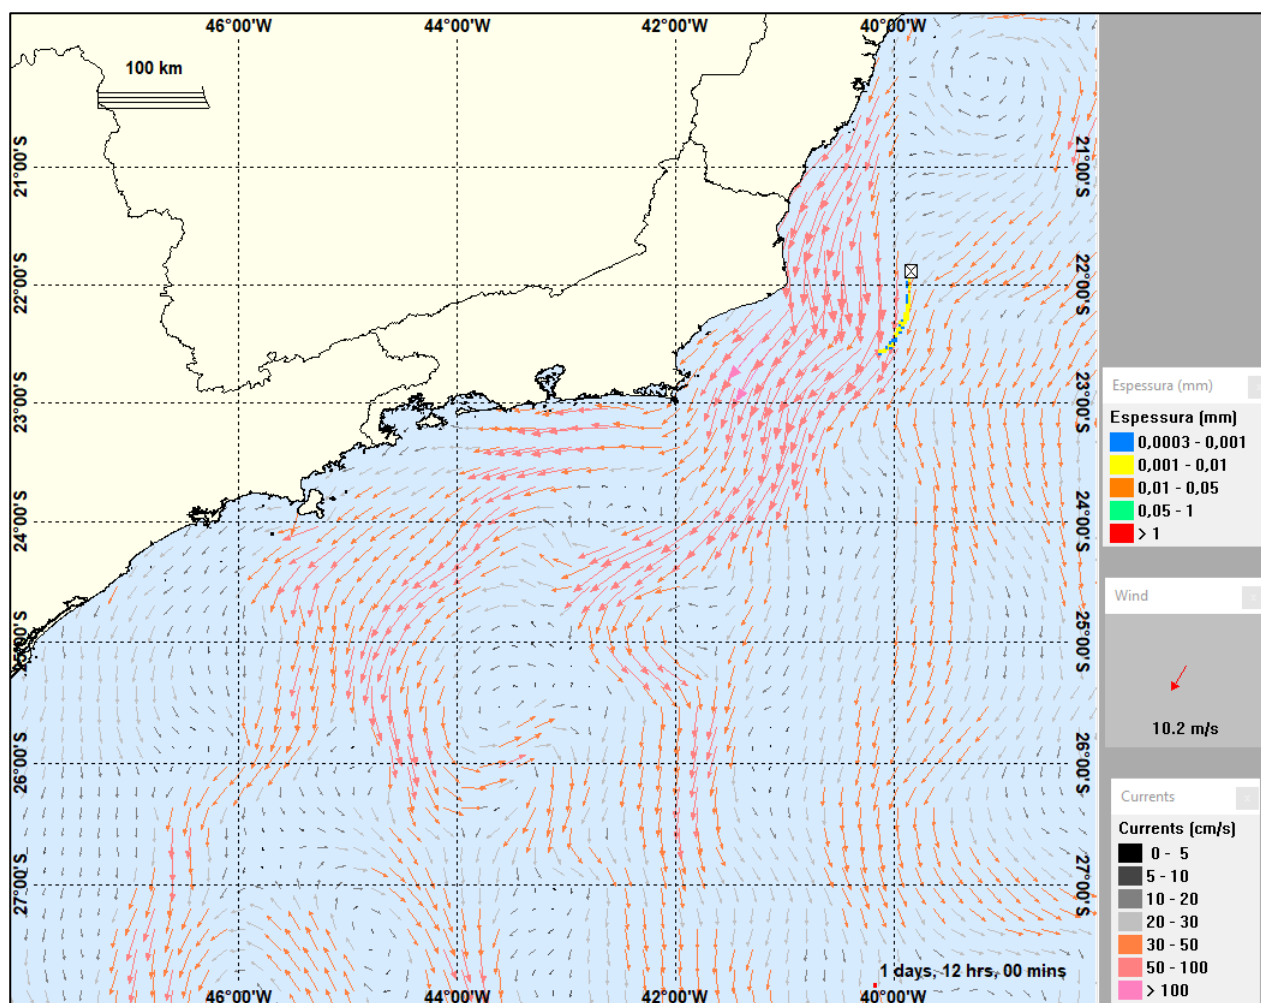 46°00'W
44°00'W
42°00'W
40°00'W
100 km
21°00'S
21°00'S
22°00'S
22°00'S
23°00'S
23°00'S
24°00'S
24°00'S
25°00'S
25°00'S
26°00'S
26°00'S
27°00'S
27°00'S
1 days, 12 hrs, 00 mins
46°00'W
44°00'W
42°00'W
40°00'W
Espessura (mm)
x
Espessura (mm)
0,0003 - 0,001
0,001 - 0,01
0,01 - 0,05
0,05 - 1
> 1
Wind
x
10.2 m/s
Currents
x
Currents (cm/s)
0 - 5
5 - 10
10 - 20
20 - 30
30 - 50
50 - 100
> 100